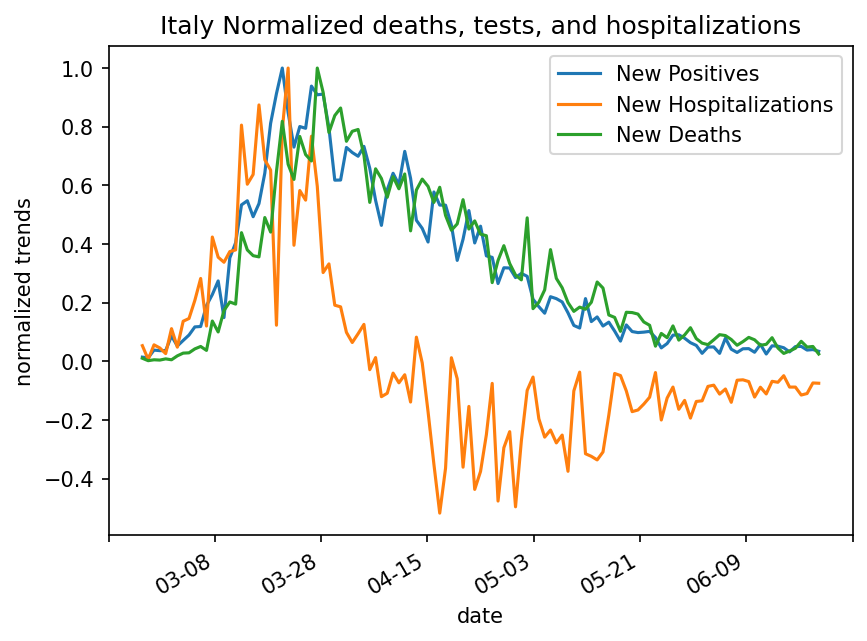 Italy Normalized deaths, tests, and hospitalizations
New Positives
New Hospitalizations
New Deaths
normalized trends
1.0
0.8
0.6
0.4
0.2
0.0
−0.2
−0.4
03-08
03-28
04-15
05-03
05-21
06-09
date